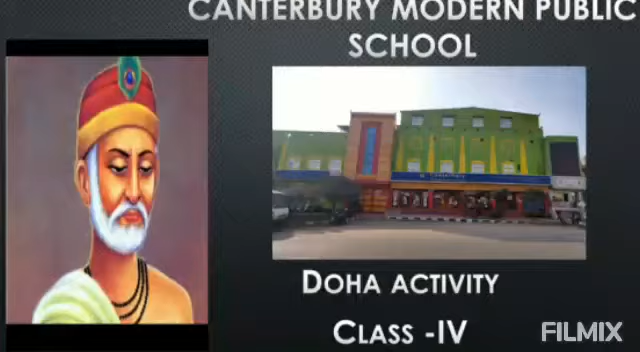 CANTERBURY MODERN PUBLIC
SCHOOL
DOHA ACTIVITY
CLASS -IV
FILMIX